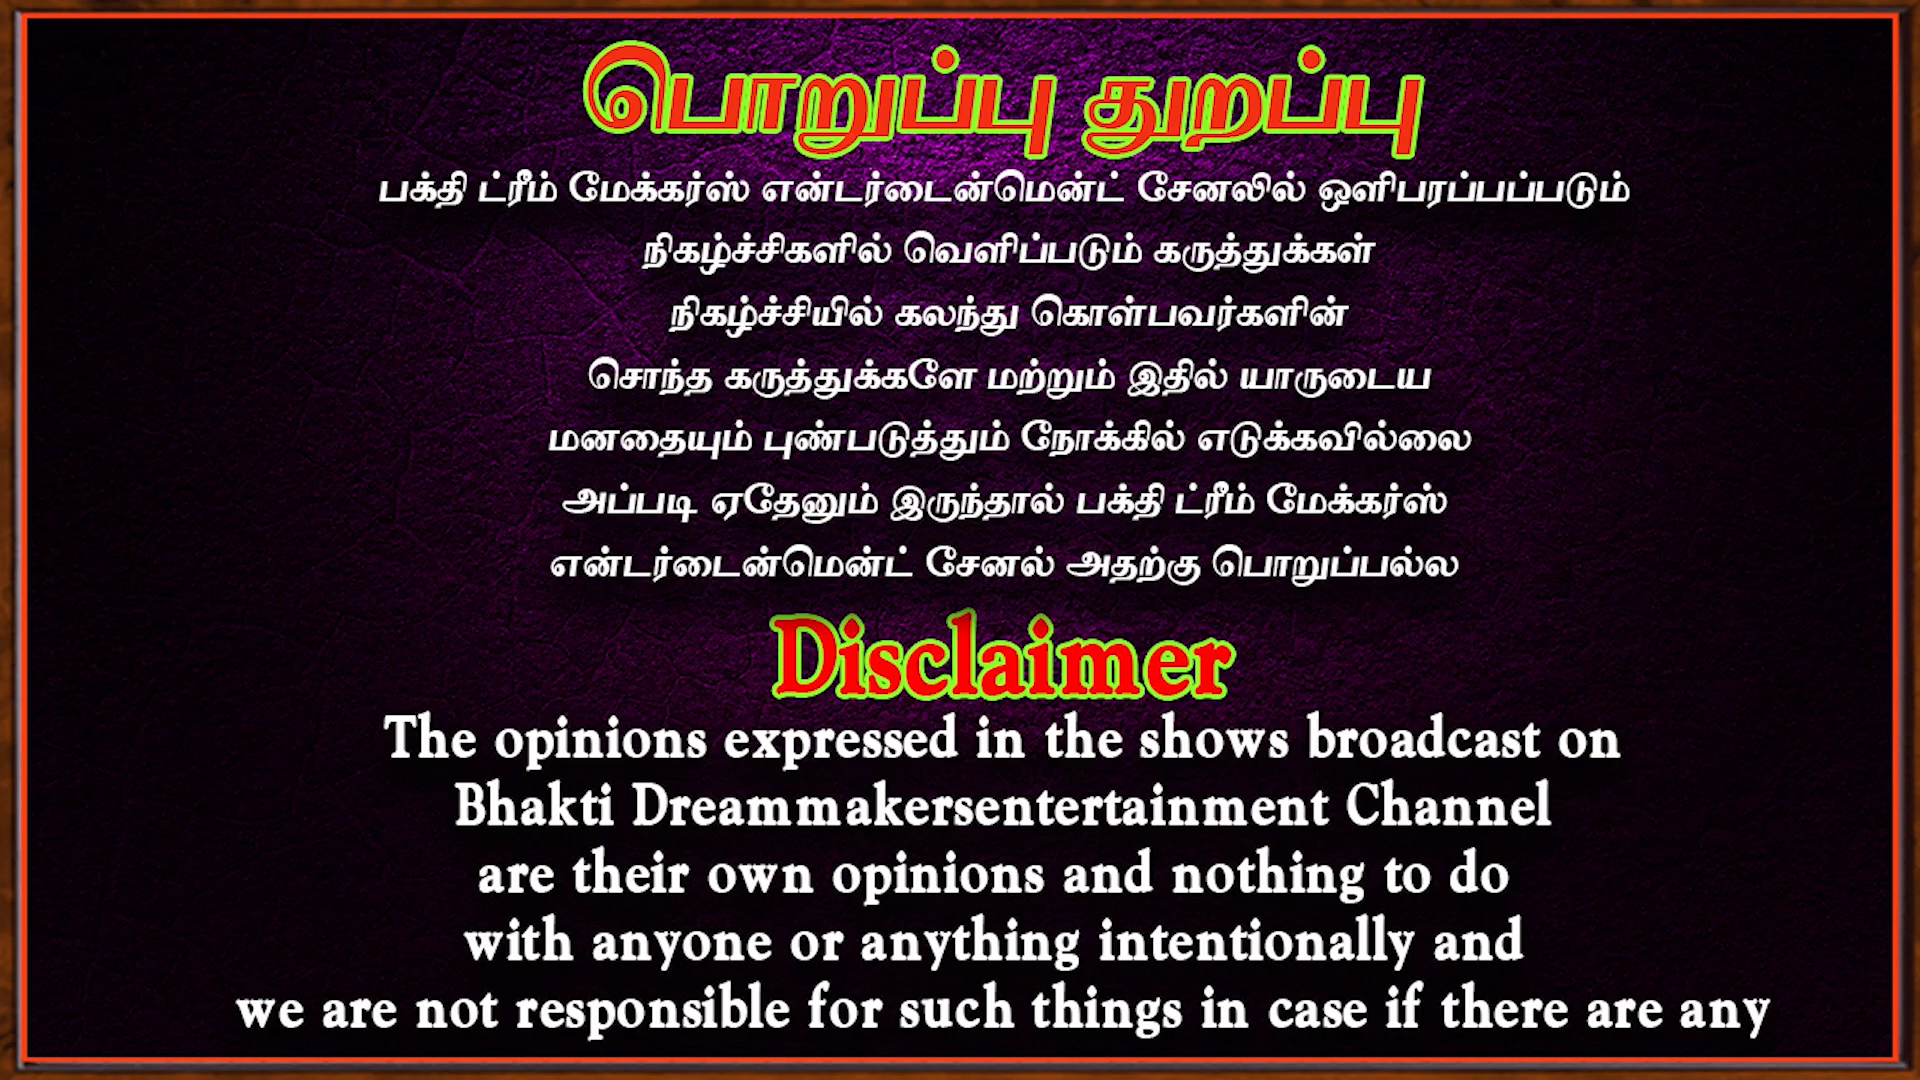 பொறுப்பு துறப்பு
பக்தி ட்ரீம் மேக்கர்ஸ் என்டர்டைன்மென்ட் சேனலில் ஒளிபரப்பப்படும்
நிகழ்ச்சிகளில் வெளிப்படும் கருத்துக்கள்
நிகழ்ச்சியில் கலந்து கொள்பவர்களின்
சொந்த கருத்துக்களே மற்றும் இதில் யாருடைய
மனதையும் புண்படுத்தும் நோக்கில் எடுக்கவில்லை
அப்படி ஏதேனும் இருந்தால் பக்தி ட்ரீம் மேக்கர்ஸ்
என்டர்டைன்மென்ட் சேனல் அதற்கு பொறுப்பல்ல
Disclaimer
The opinions expressed in the shows broadcast on
Bhakti Dreammakersentertainment Channel
are their own opinions and nothing to do
with anyone or anything intentionally and
we are not responsible for such things in case if there are any